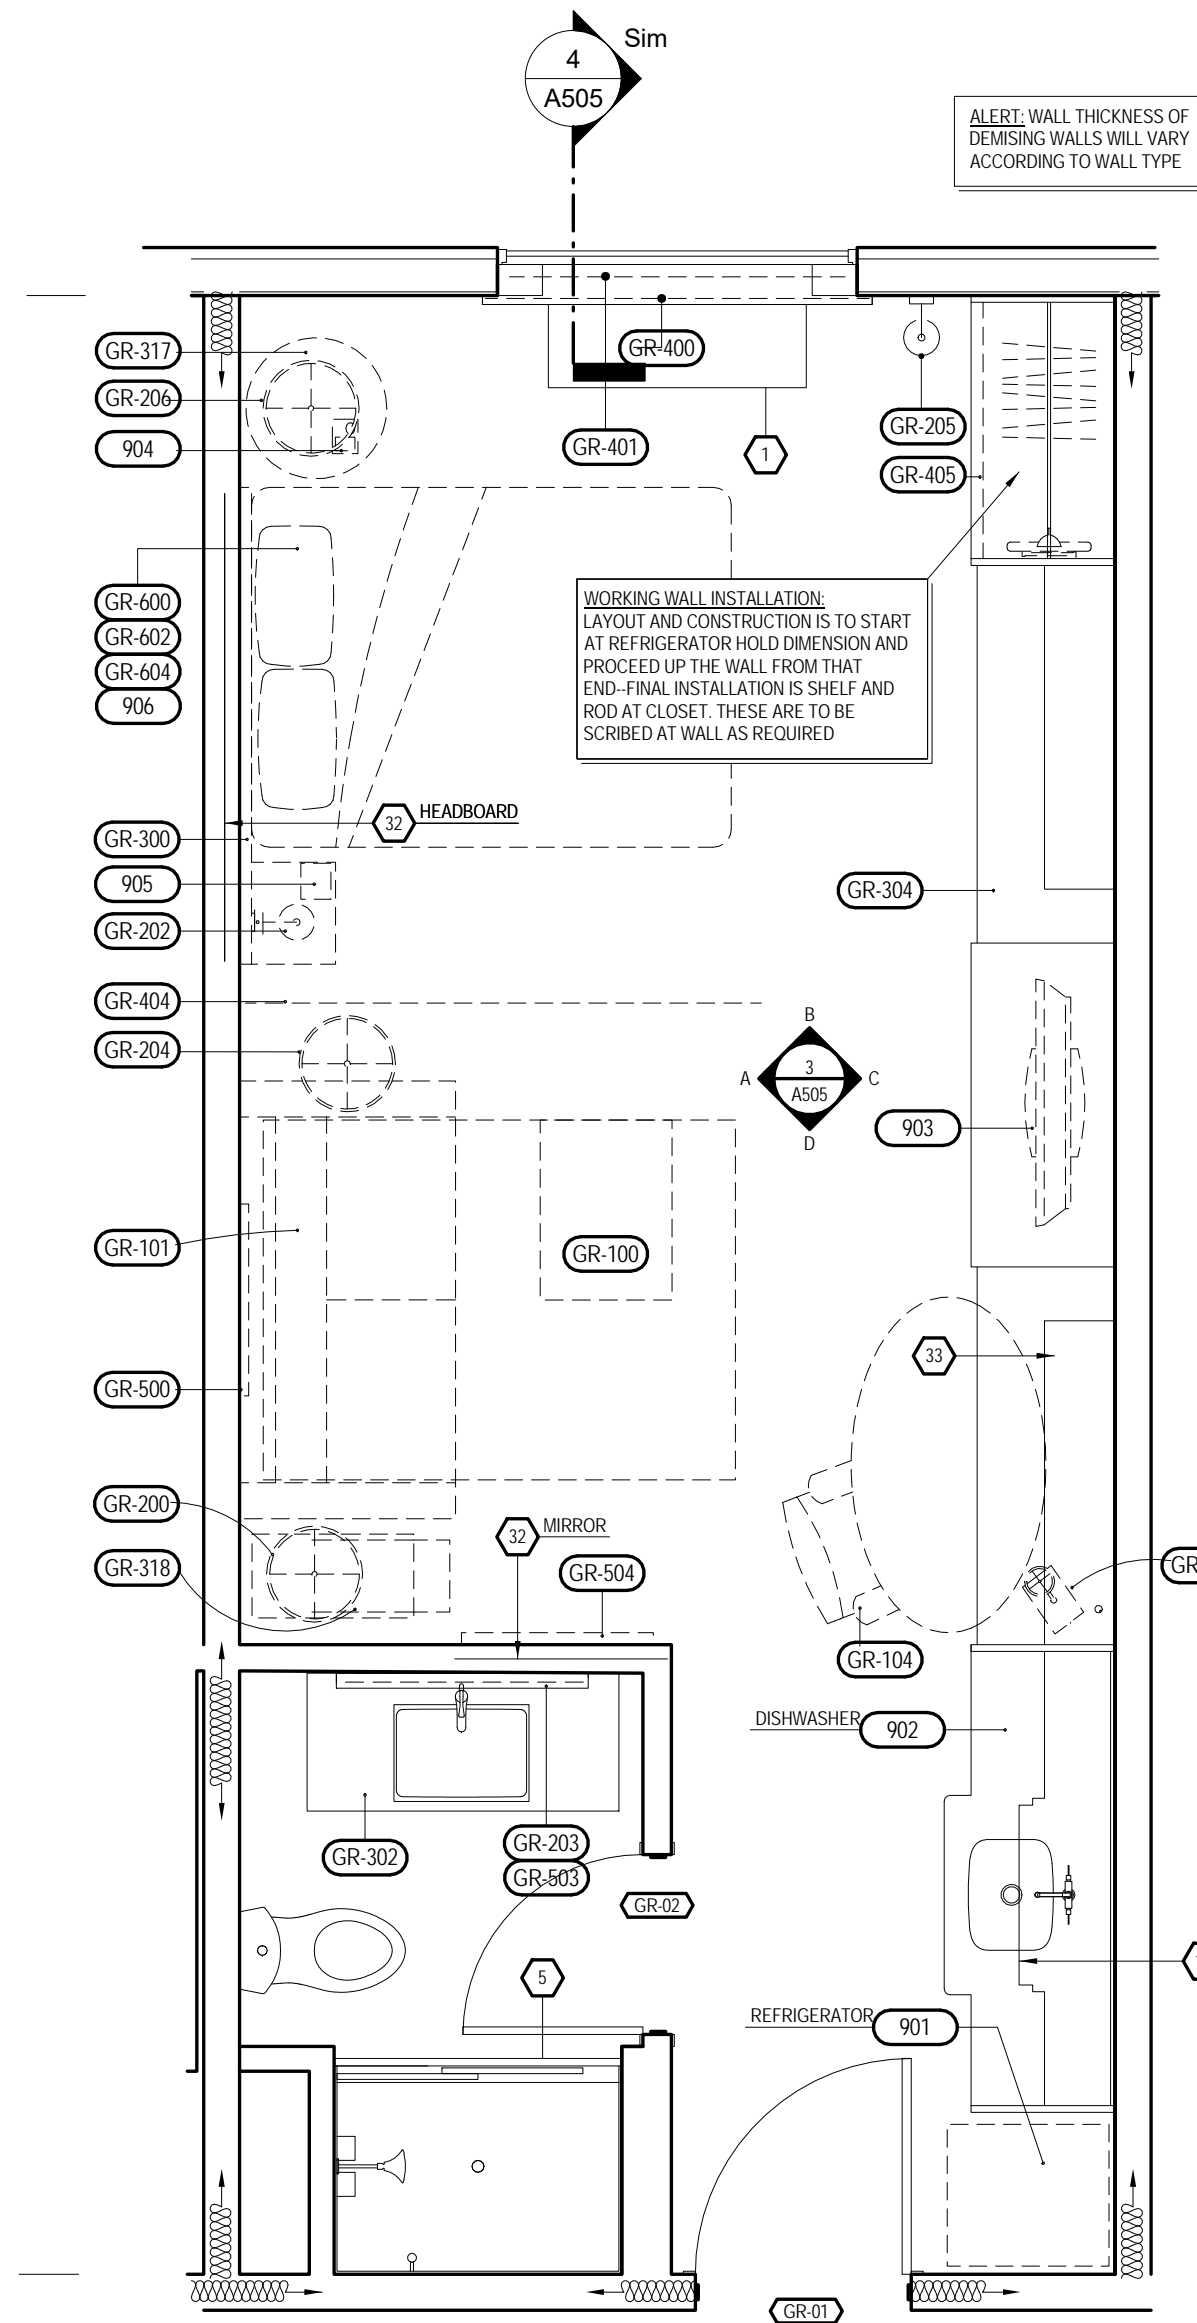 Sim
4
A505
ALERT: WALL THICKNESS OF
DEMISING WALLS WILL VARY
ACCORDING TO WALL TYPE
GR-317
GR-206
904
GR-400
GR-401
1
GR-205
GR-405
WORKING WALL INSTALLATION:
LAYOUT AND CONSTRUCTION IS TO START
AT REFRIGERATOR HOLD DIMENSION AND
PROCEED UP THE WALL FROM THAT
END--FINAL INSTALLATION IS SHELF AND
ROD AT CLOSET. THESE ARE TO BE
SCRIBED AT WALL AS REQUIRED
GR-600
GR-602
GR-604
906
32 HEADBOARD
GR-300
905
GR-202
GR-304
GR-404
GR-204
B
A
3
A505
C
D
903
GR-101
GR-100
33
GR-500
GR-200
GR-318
32 MIRROR
GR-504
GR
GR-104
DISHWASHER 902
GR-302
GR-203
GR-503
GR-02
5
REFRIGERATOR 901
GR-01